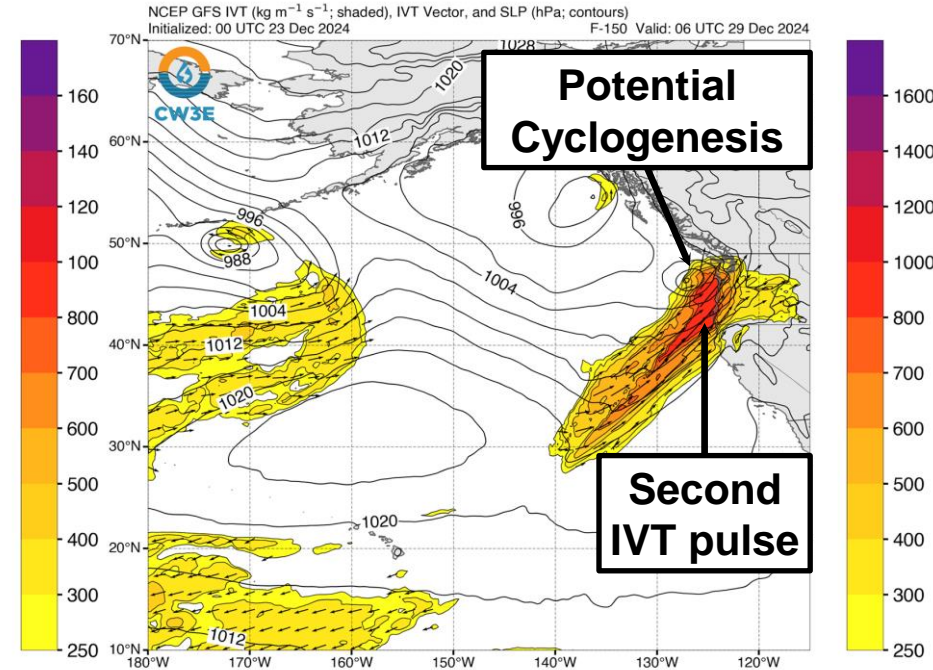 NCEP GFS IVT (kg m⁻¹ s⁻¹; shaded), IVT Vector, and SLP (hPa; contours)
Initialized: 00 UTC 23 Dec 2024
F-150 Valid: 06 UTC 29 Dec 2024
CW3E
Potential
Cyclogenesis
Second
IVT pulse
70°N
60°N
50°N
40°N
30°N
20°N
10°N
180°W
170°W
160°W
150°W
140°W
130°W
120°W
1028
1020
1012
996
988
996
1004
1004
1012
1020
1020
1012
160
140
120
100
800
700
600
500
400
300
250
1600
1400
1200
1000
800
700
600
500
400
300
250